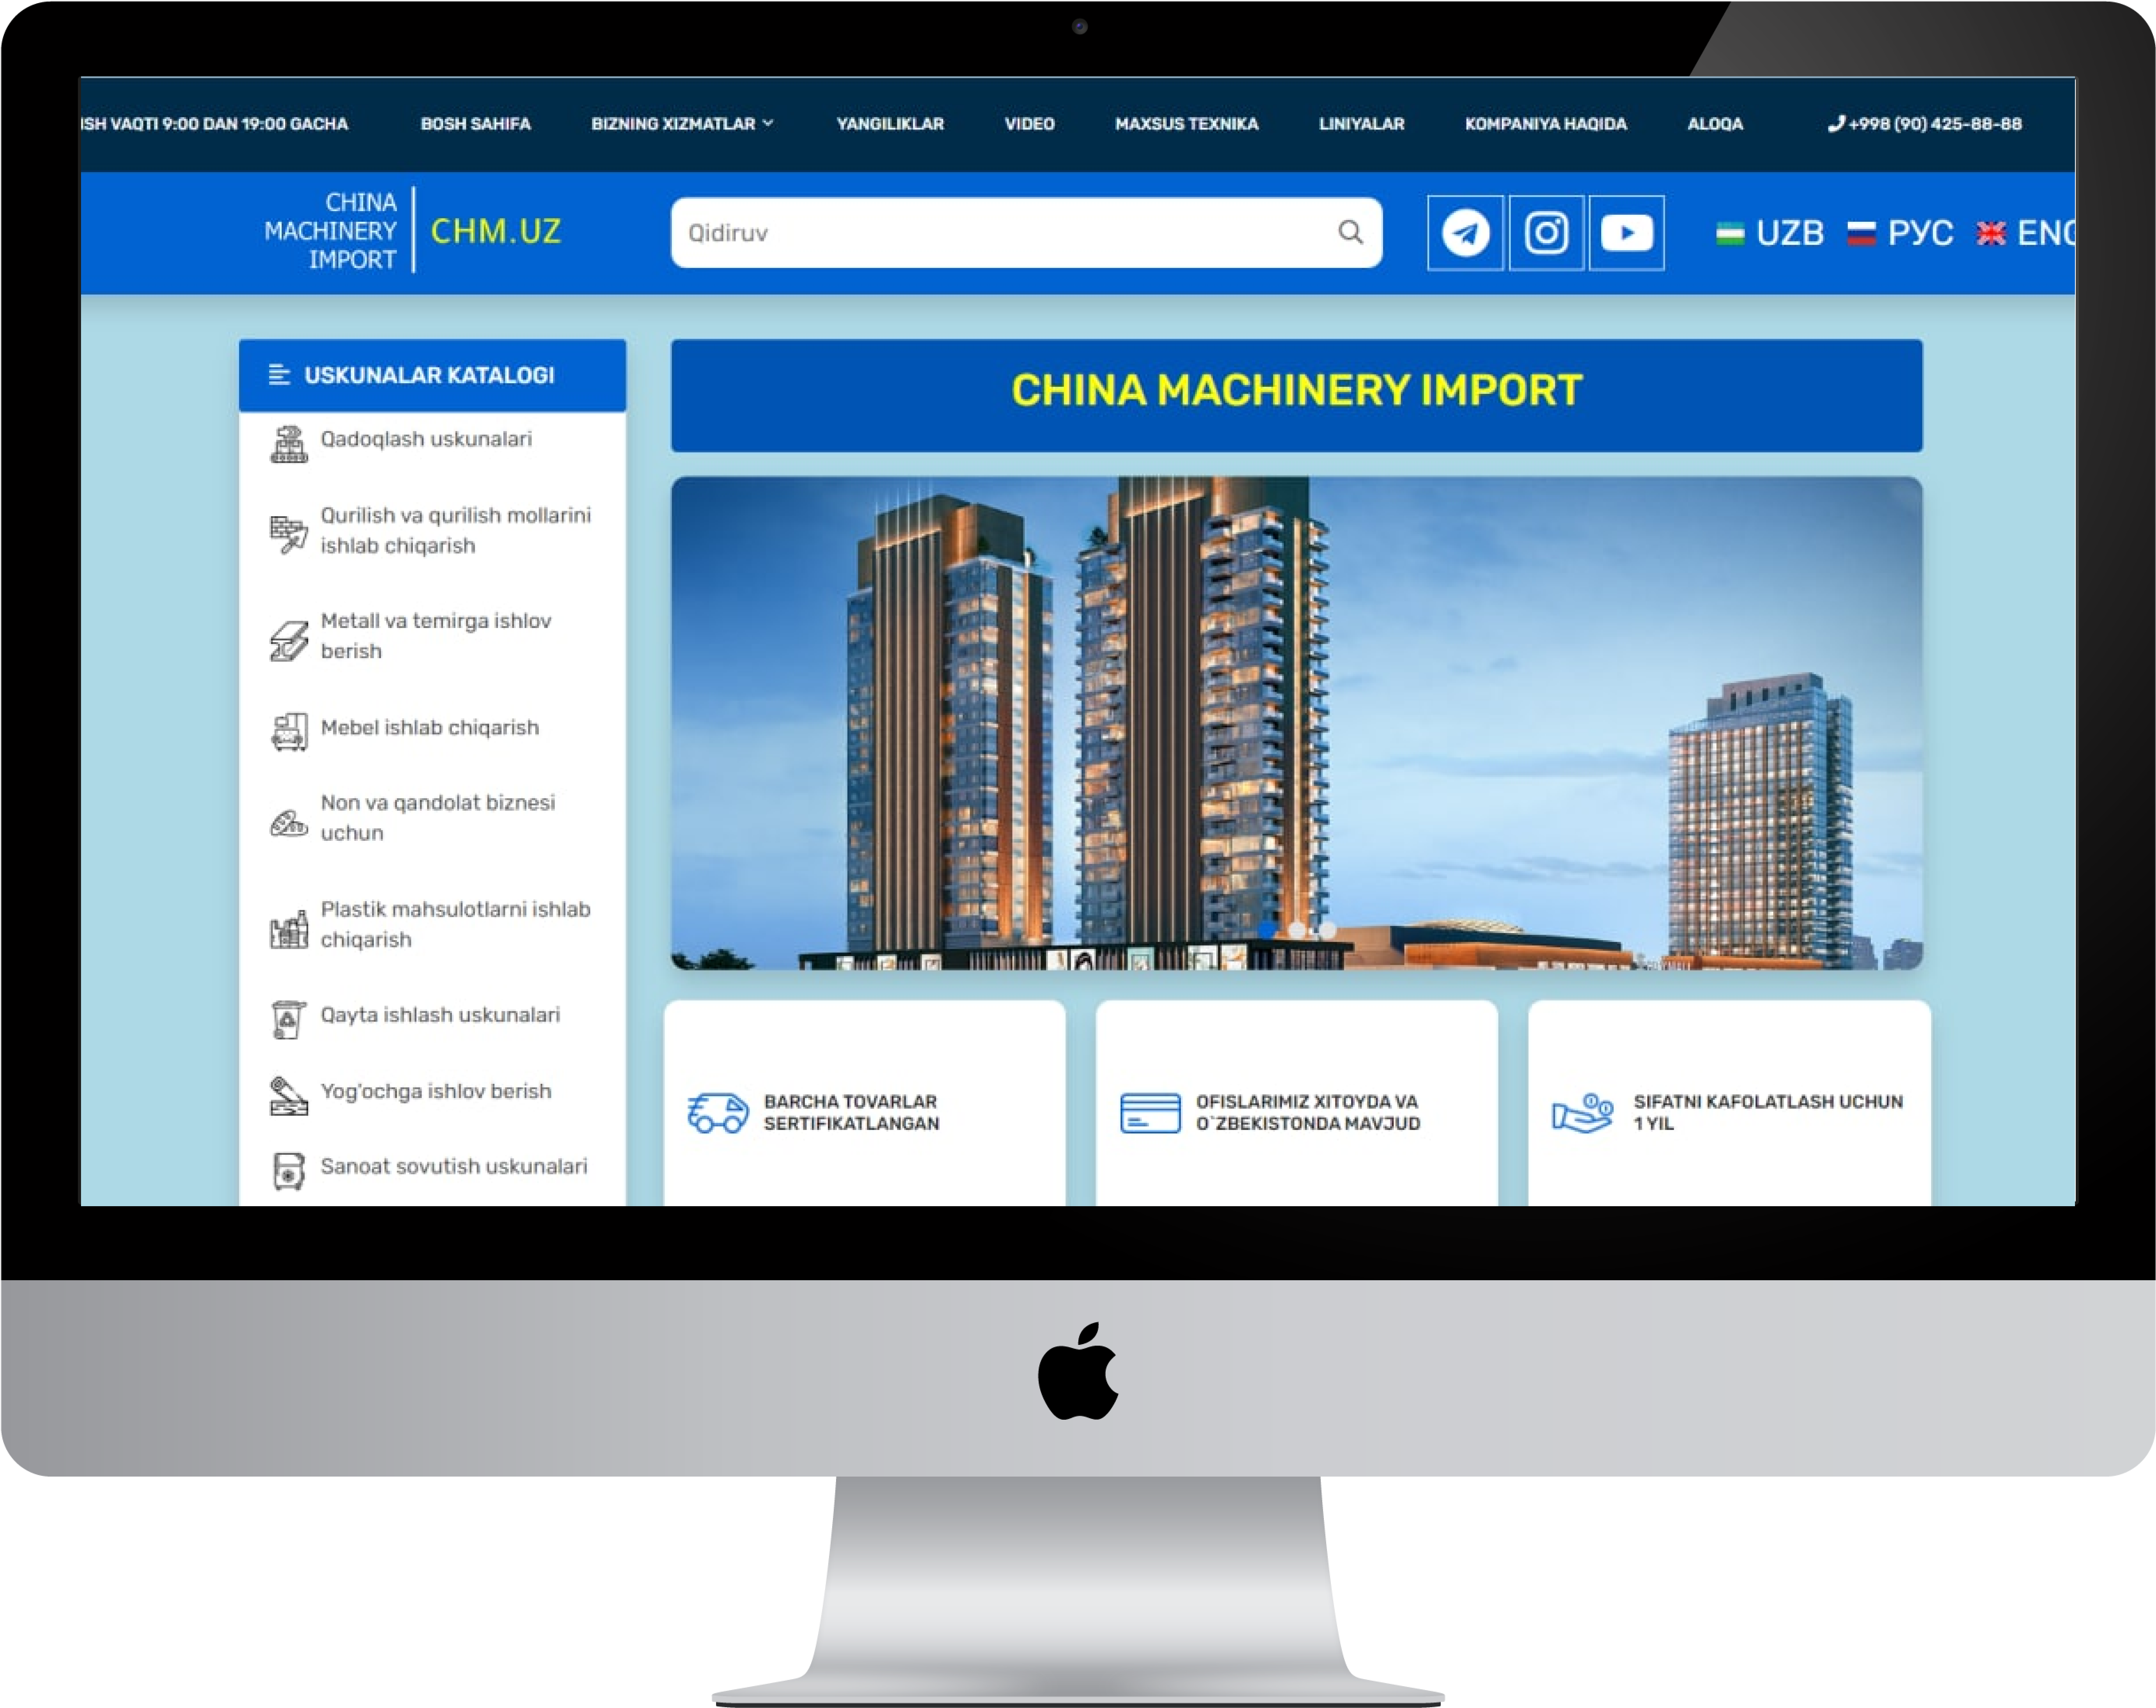 ISH VAQTI 9:00 DAN 19:00 GACHA BOSH SAHIFA BIZNING XIZMATLAR YANGILIKLAR VIDEO MAXSUS TEXNIKA LINIYALAR KOMPANIYA HAQIDA ALOQA +998 (90) 425-88-88
CHINA
MACHINERY
IMPORT
CHM.UZ
Qidiruv
UZB РУС ENG
USKUNALAR KATALOGI
Qadoqlash uskunalari
Qurilish va qurilish mollarini
ishlab chiqarish
Metall va temirga ishlov
berish
Mebel ishlab chiqarish
Non va qandolat biznesi
uchun
Plastik mahsulotlarni ishlab
chiqarish
Qayta ishlash uskunalari
Yog'ochga ishlov berish
Sanoat sovutish uskunalari
CHINA MACHINERY IMPORT
BARCHA TOVARLAR
SERTIFIKATLANGAN
OFISLARIMIZ XITOYDA VA
O`ZBEKISTONDA MAVJUD
SIFATNI KAFOLATLASH UCHUN
1 YIL